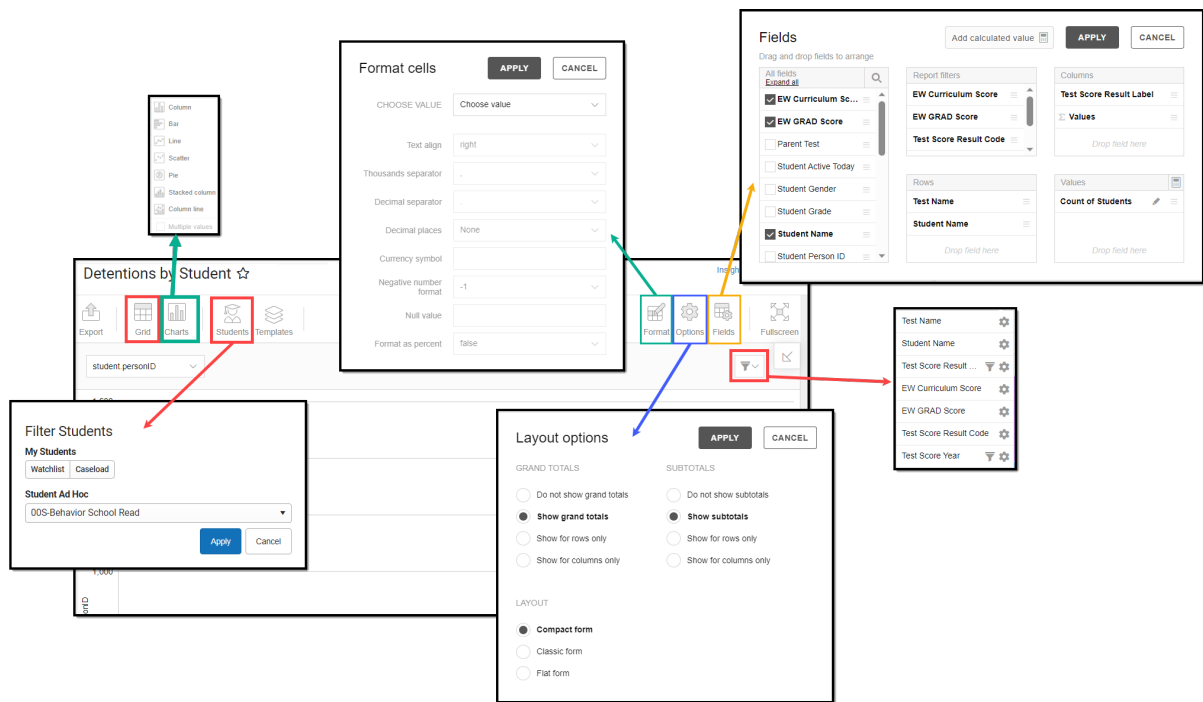 Column
Bar
Line
Scatter
Pie
Stacked column
Column line
Multiple values
Format cells
APPLY
CANCEL
CHOOSE VALUE
Choose value
Text align
right
Thousands separator
,
Decimal separator
.
Decimal places
None
Currency symbol
Negative number
format
-1
Null value
Format as percent
false
Fields
Add calculated value
APPLY
CANCEL
Drag and drop fields to arrange
All fields
Expand all
EW Curriculum Sc...
EW GRAD Score
Parent Test
Student Active Today
Student Gender
Student Grade
Student Name
Student Person ID
Report filters
EW Curriculum Score
EW GRAD Score
Test Score Result Code
Columns
Test Score Result Label
Σ Values
Drop field here
Rows
Test Name
Student Name
Drop field here
Values
Count of Students
Drop field here
Detentions by Student
Insigh
Export
Grid
Charts
Students
Templates
Format
Options
Fields
Fullscreen
student.personID
Test Name
Student Name
Test Score Result ...
EW Curriculum Score
EW GRAD Score
Test Score Result Code
Test Score Year
Filter Students
My Students
Watchlist
Caseload
Student Ad Hoc
00S-Behavior School Read
Apply
Cancel
1,000
onID
Layout options
APPLY
CANCEL
GRAND TOTALS
Do not show grand totals
Show grand totals
Show for rows only
Show for columns only
SUBTOTALS
Do not show subtotals
Show subtotals
Show for rows only
Show for columns only
LAYOUT
Compact form
Classic form
Flat form